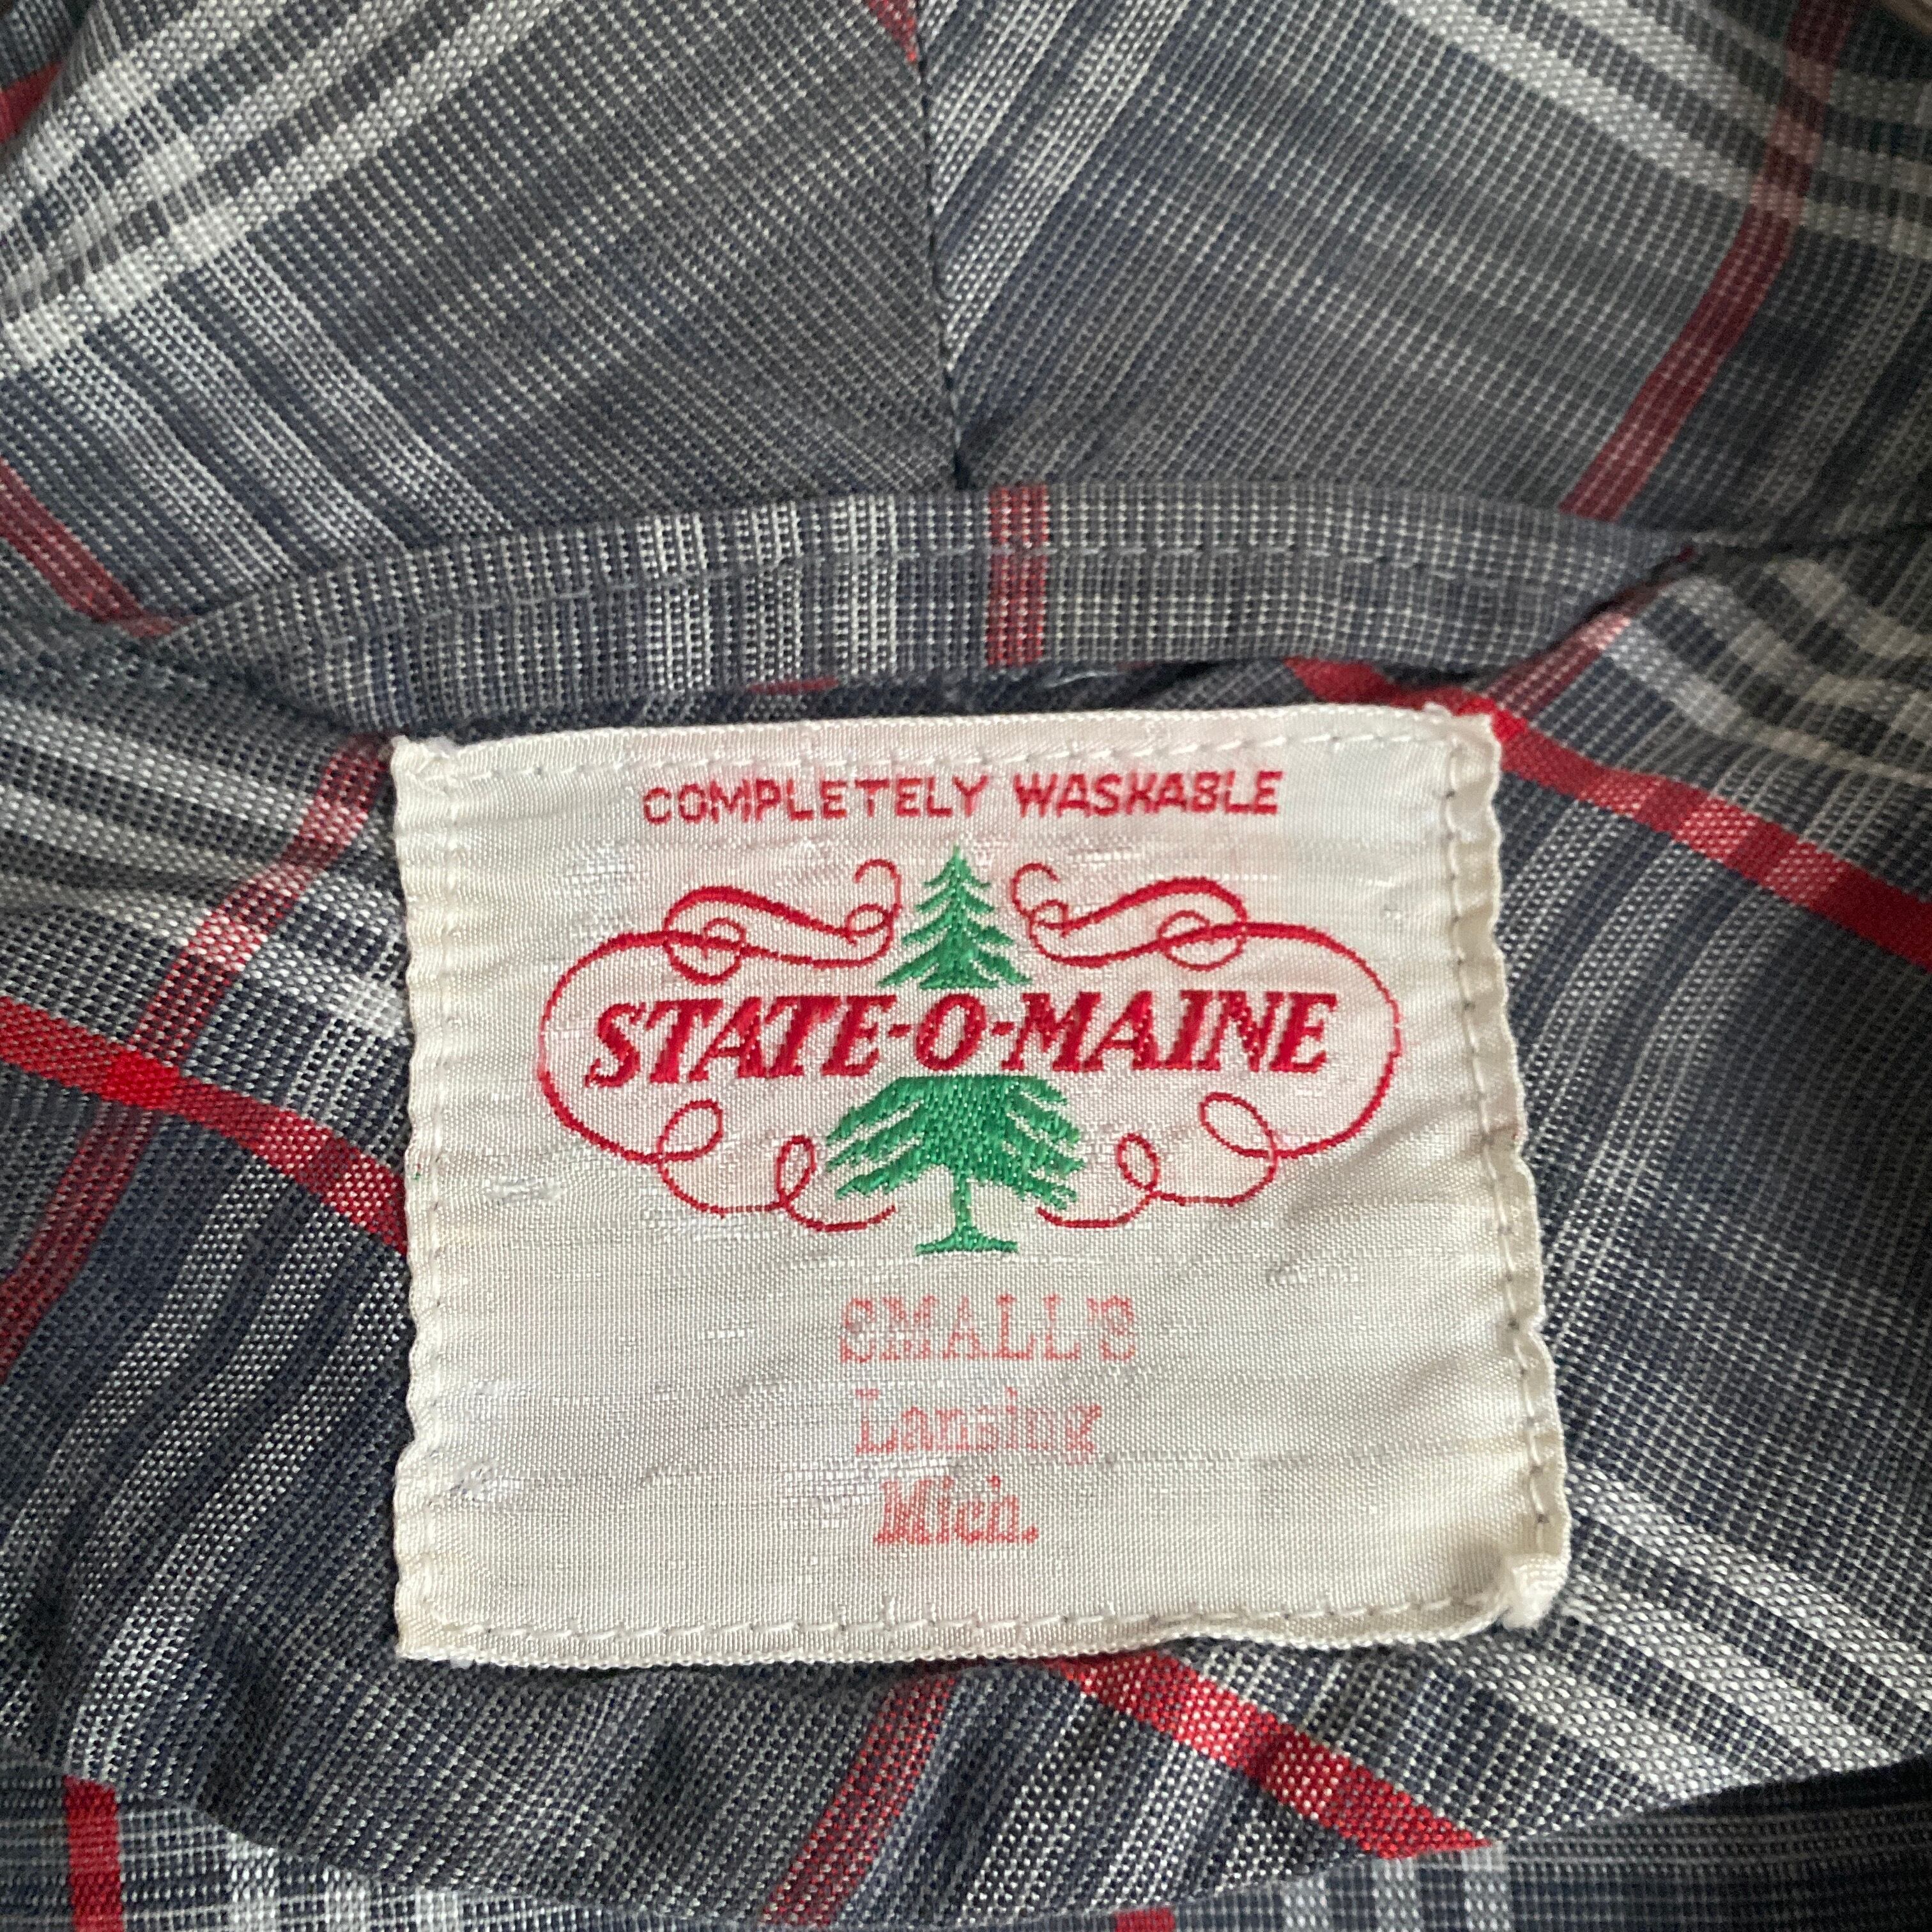 COMPLETELY WASHABLE
STATE-O-MAINE
SMALL'S
Lansing
Mich.